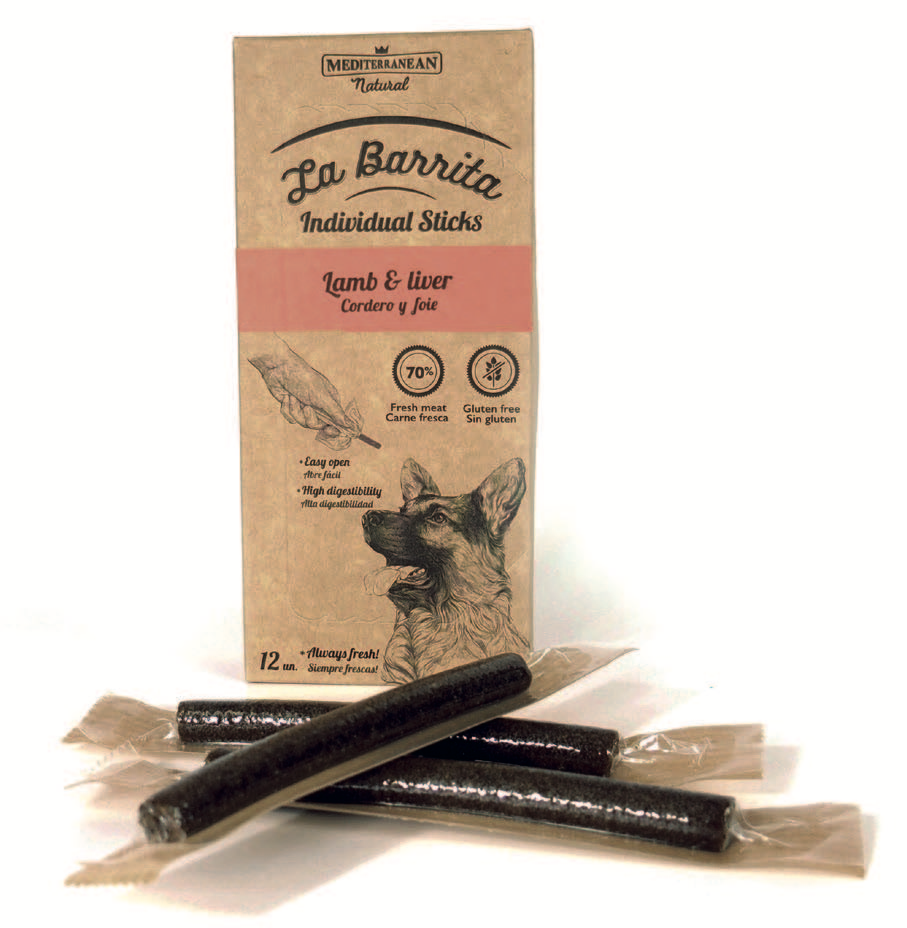 MEDITERRANEAN
Natural
La Barrita
Individual Sticks
Lamb & liver
Cordero y foie
70%
Fresh meat
Carne fresca
Gluten free
Sin gluten
• Easy open
Abre fácil
• High digestibility
Alta digestibilidad
12 un.
• Always fresh!
Siempre frescas!